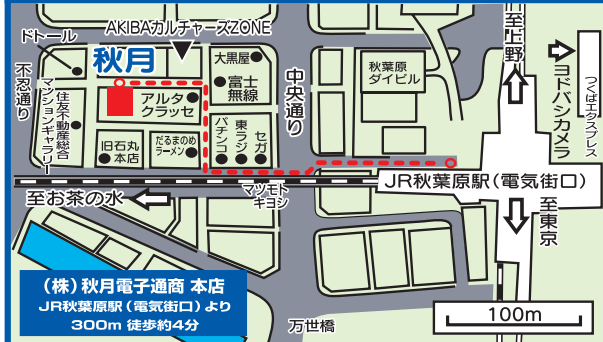 AKIBAカルチャーズZONE
ドトール
秋月
不忍通り
住友不動産総合
マンションギャラリー
アルタ
クラッセ
旧石丸
本店
だるまのめ
ラーメン
大黒屋
富士
無線
パチンコ
東ラジ
セガ
中央通り
秋葉原
ダイビル
至上野
ヨドバシカメラ
つくばエクスプレス
JR秋葉原駅(電気街口)
至東京
マツモト
キヨシ
至お茶の水
(株)秋月電子通商 本店
JR秋葉原駅(電気街口)より
300m 徒歩約4分
万世橋
100m